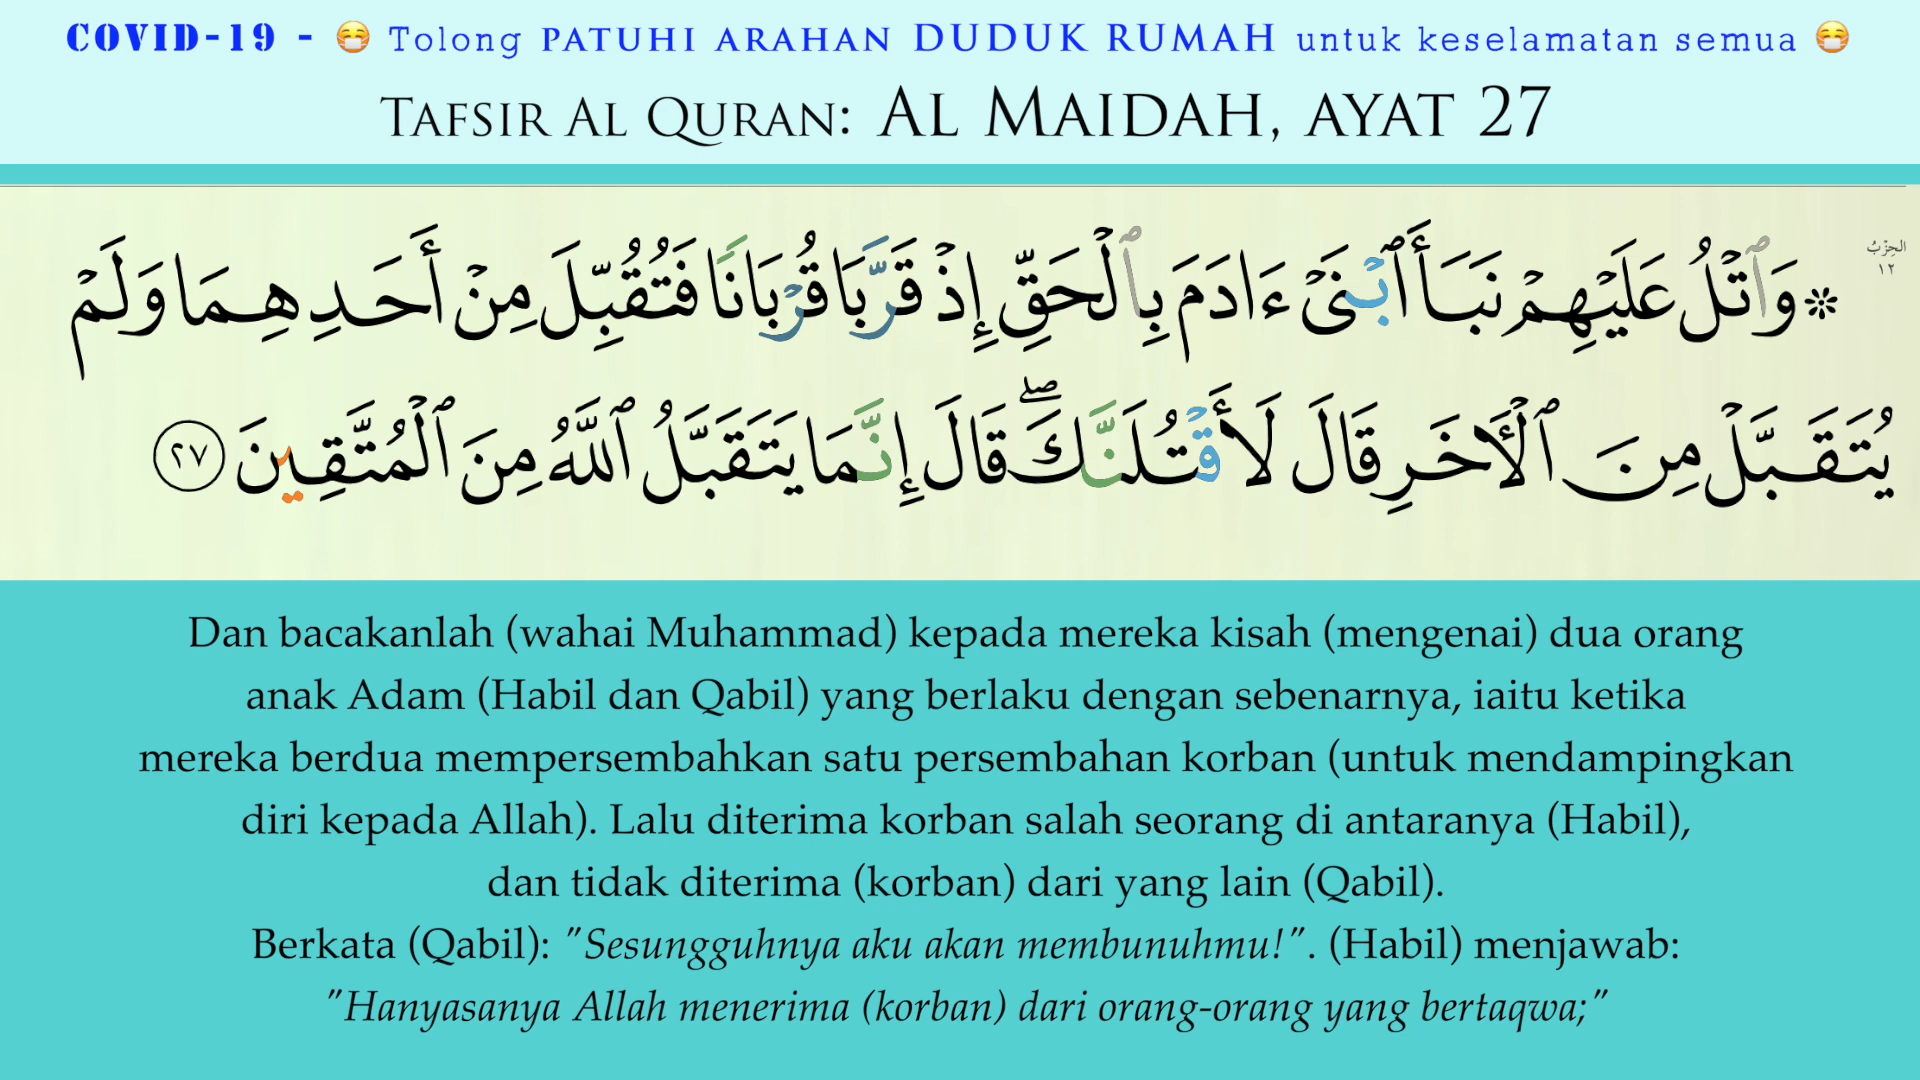 COVID-19 - 😷 Tolong PATUHI ARAHAN DUDUK RUMAH untuk keselamatan semua 😷
TAFSIR AL QURAN: AL MAIDAH, AYAT 27
الحِزْبُ
١٢
۞ وَٱتْلُ عَلَيْهِمْ نَبَأَ ٱبْنَىْ ءَادَمَ بِٱلْحَقِّ إِذْ قَرَّبَا قُرْبَانًا فَتُقُبِّلَ مِنْ أَحَدِهِمَا وَلَمْ
يُتَقَبَّلْ مِنَ ٱلْأَخَرِ قَالَ لَأَقْتُلَنَّكَ ۖ قَالَ إِنَّمَا يَتَقَبَّلُ ٱللَّهُ مِنَ ٱلْمُتَّقِينَ ٢٧
Dan bacakanlah (wahai Muhammad) kepada mereka kisah (mengenai) dua orang
anak Adam (Habil dan Qabil) yang berlaku dengan sebenarnya, iaitu ketika
mereka berdua mempersembahkan satu persembahan korban (untuk mendampingkan
diri kepada Allah). Lalu diterima korban salah seorang di antaranya (Habil),
dan tidak diterima (korban) dari yang lain (Qabil).
Berkata (Qabil): "Sesungguhnya aku akan membunuhmu!". (Habil) menjawab:
"Hanyasanya Allah menerima (korban) dari orang-orang yang bertaqwa;"